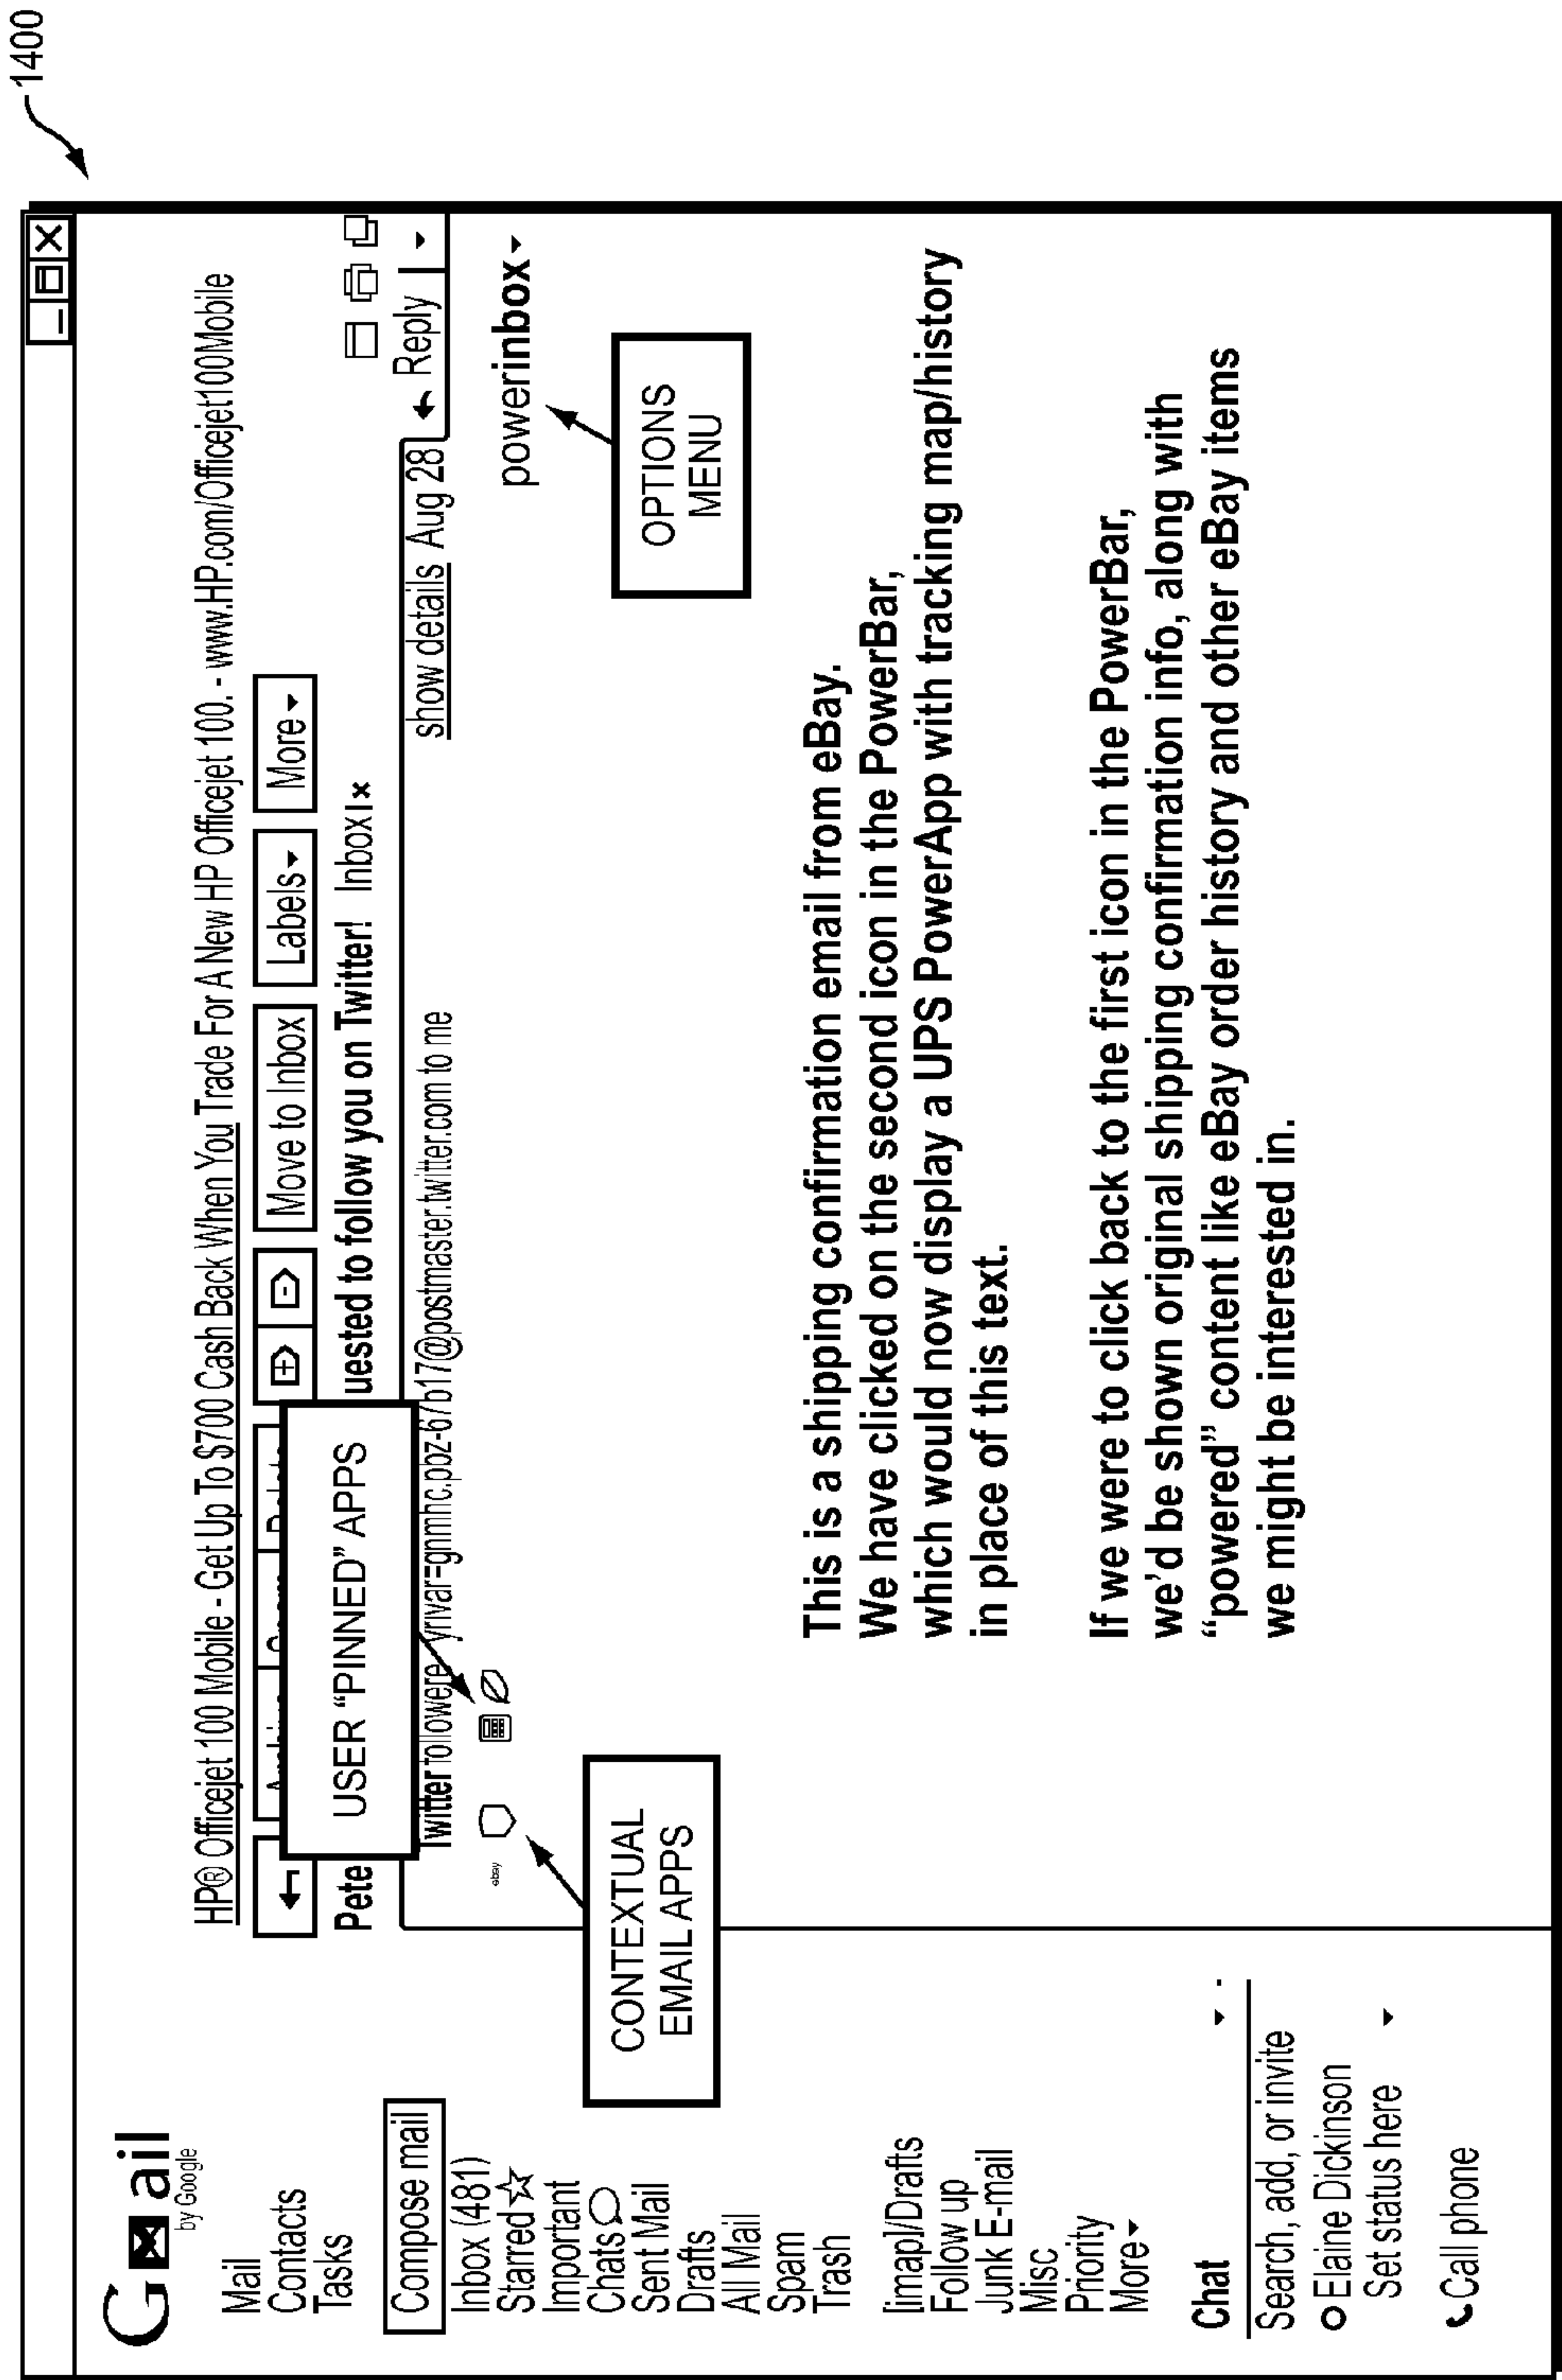 1400
G ail
by Google
Mail
Contacts
Tasks
Compose mail
Inbox (481)
Starred
Important
Chats
Sent Mail
Drafts
All Mail
Spam
Trash
[imap]/Drafts
Follow up
Junk E-mail
Misc
Priority
More
Chat
Search, add, or invite
Elaine Dickinson
Set status here
Call phone
HP® Officejet 100 Mobile - Get Up To $700 Cash Back When You Trade For A New HP Officejet 100. - www.HP.com/Officejet100Mobile
Move to Inbox Labels More
USER “PINNED” APPS
Pete uested to follow you on Twitter! Inbox | x
show details Aug 28 Reply
to me
ebay
powerinbox
CONTEXTUAL
EMAIL APPS
OPTIONS
MENU
This is a shipping confirmation email from eBay.
We have clicked on the second icon in the PowerBar,
which would now display a UPS PowerApp with tracking map/history
in place of this text.
If we were to click back to the first icon in the PowerBar,
we’d be shown original shipping confirmation info, along with
“powered” content like eBay order history and other eBay items
we might be interested in.